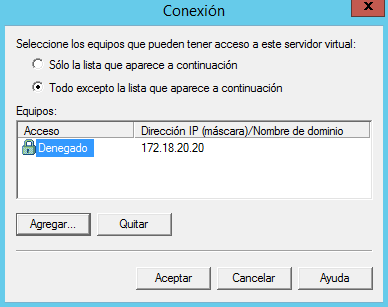 Conexión
x
Seleccione los equipos que pueden tener acceso a este servidor virtual:
Sólo la lista que aparece a continuación
Todo excepto la lista que aparece a continuación
Equipos:
Acceso Dirección IP (máscara)/Nombre de dominio
Denegado 172.18.20.20
Agregar... Quitar
Aceptar Cancelar Ayuda